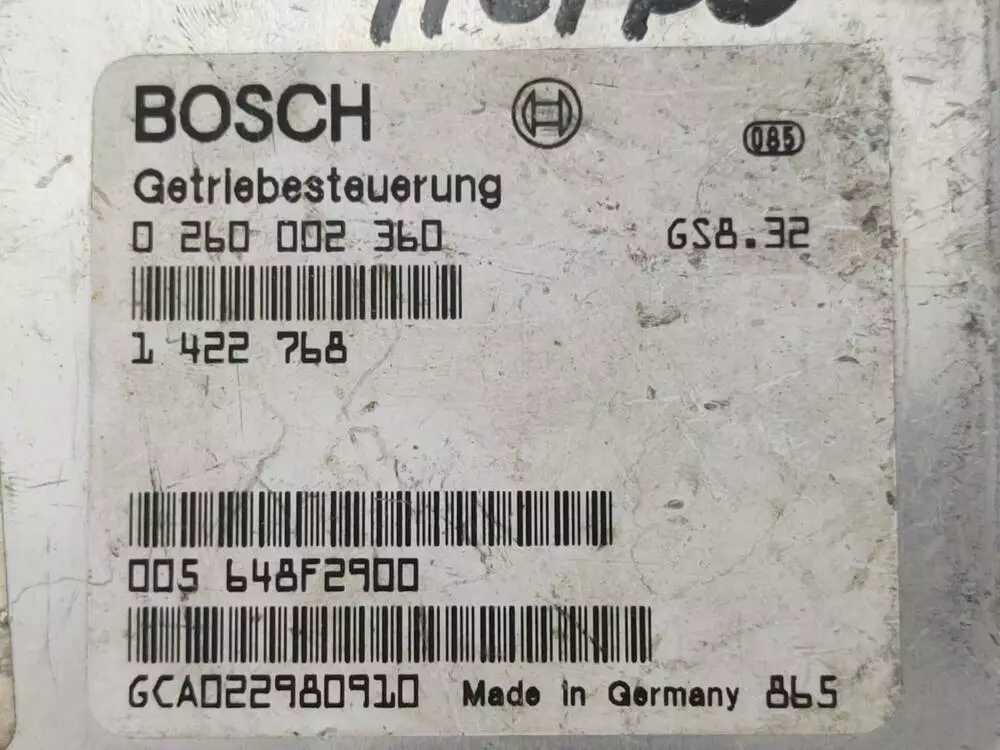 BOSCH
085
Getriebesteuerung
0 260 002 360 GS8.32
1 422 768
005 648F2900
GCA022980910 Made in Germany 865